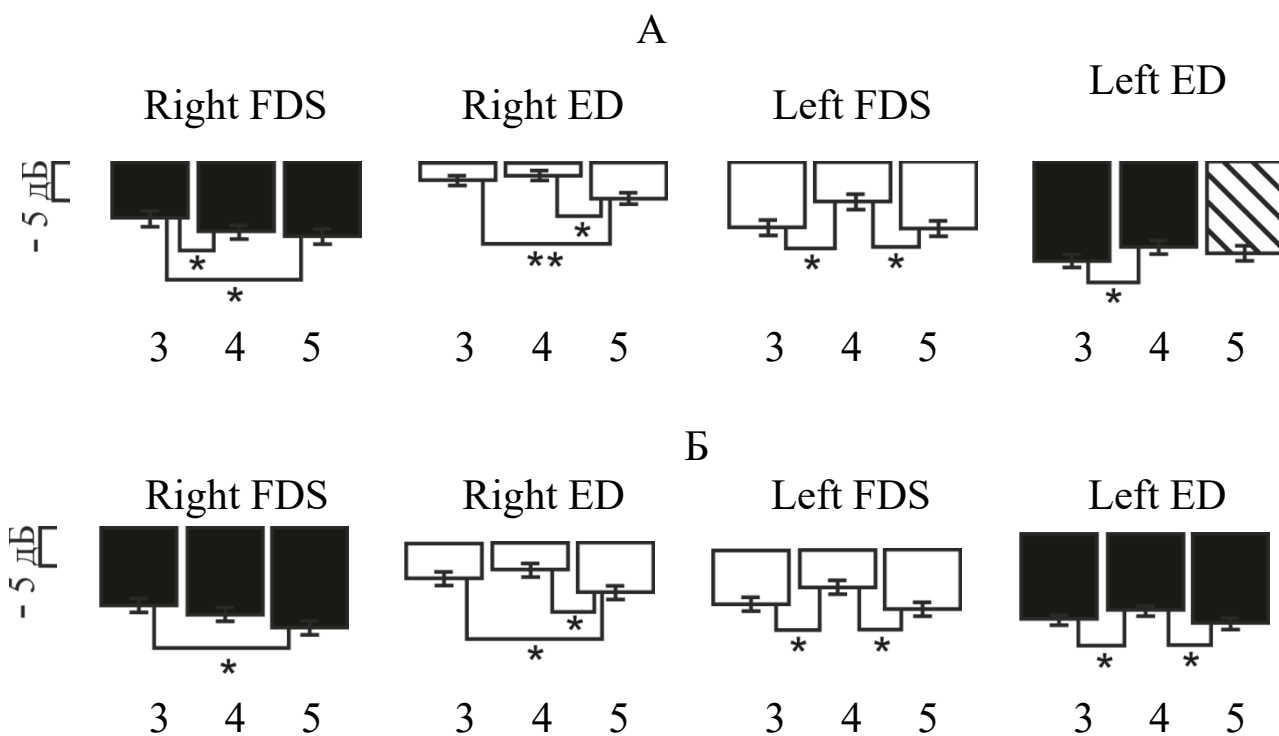 А
Right FDS Right ED Left FDS Left ED
- 5 дБ
* ** * * * * *
3 4 5 3 4 5 3 4 5 3 4 5
Б
Right FDS Right ED Left FDS Left ED
- 5 дБ
* * * * * * *
3 4 5 3 4 5 3 4 5 3 4 5